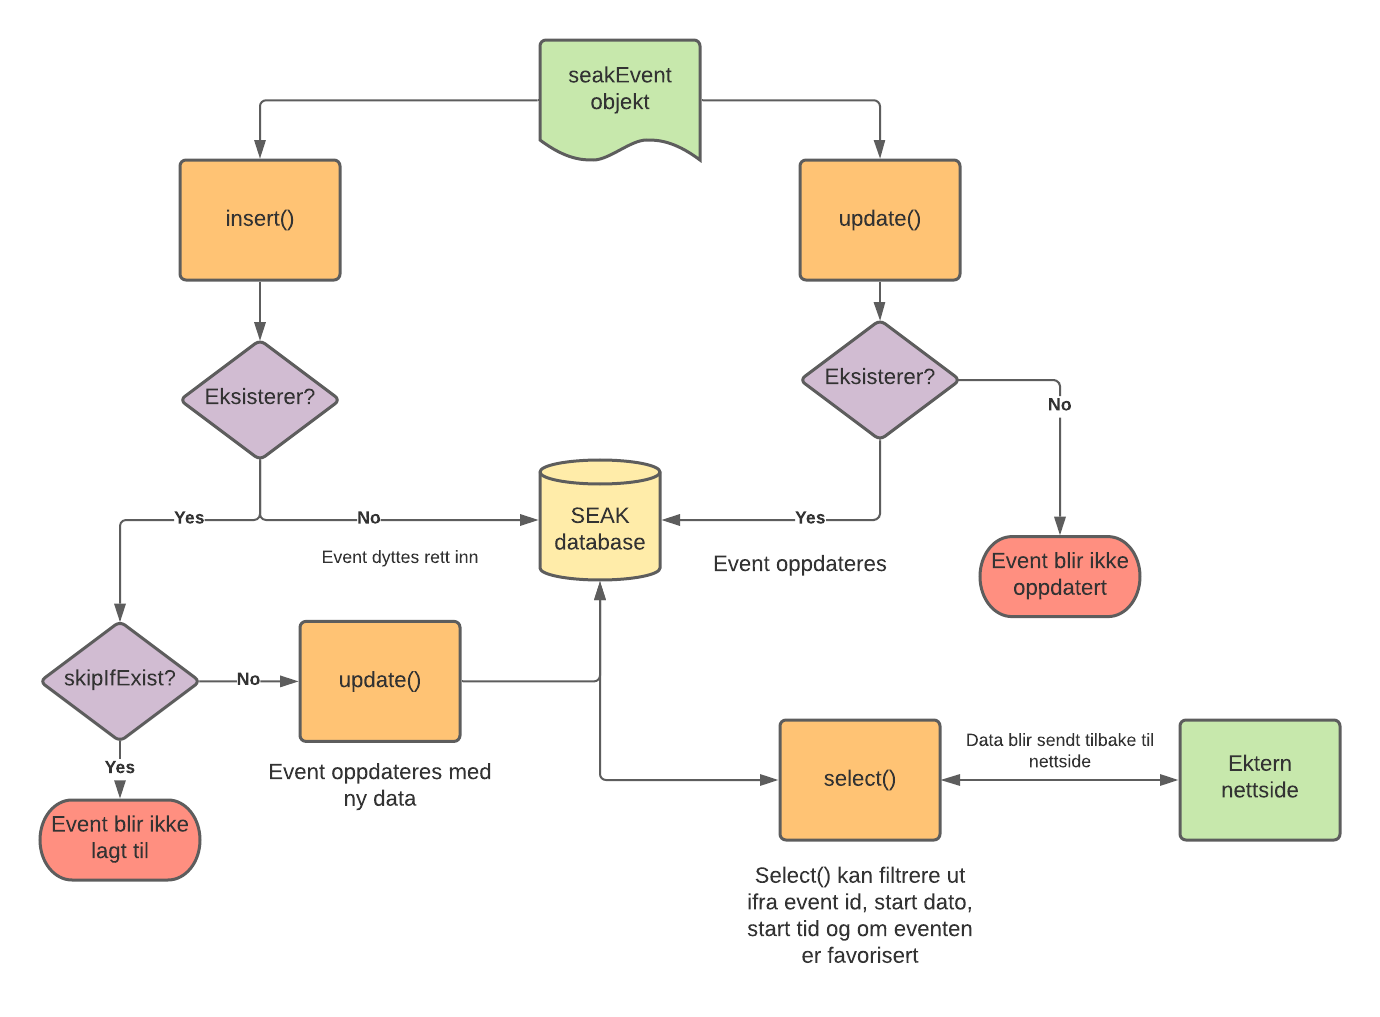 seakEvent
objekt
insert()
update()
Eksisterer?
Eksisterer?
No
Yes
No
Yes
SEAK
database
Event dyttes rett inn
Event oppdateres
Event blir ikke
oppdatert
skipIfExist?
No
update()
Yes
Event oppdateres med
ny data
Event blir ikke
lagt til
select()
Data blir sendt tilbake til
nettside
Ektern
nettside
Select() kan filtrere ut
ifra event id, start dato,
start tid og om eventen
er favorisert